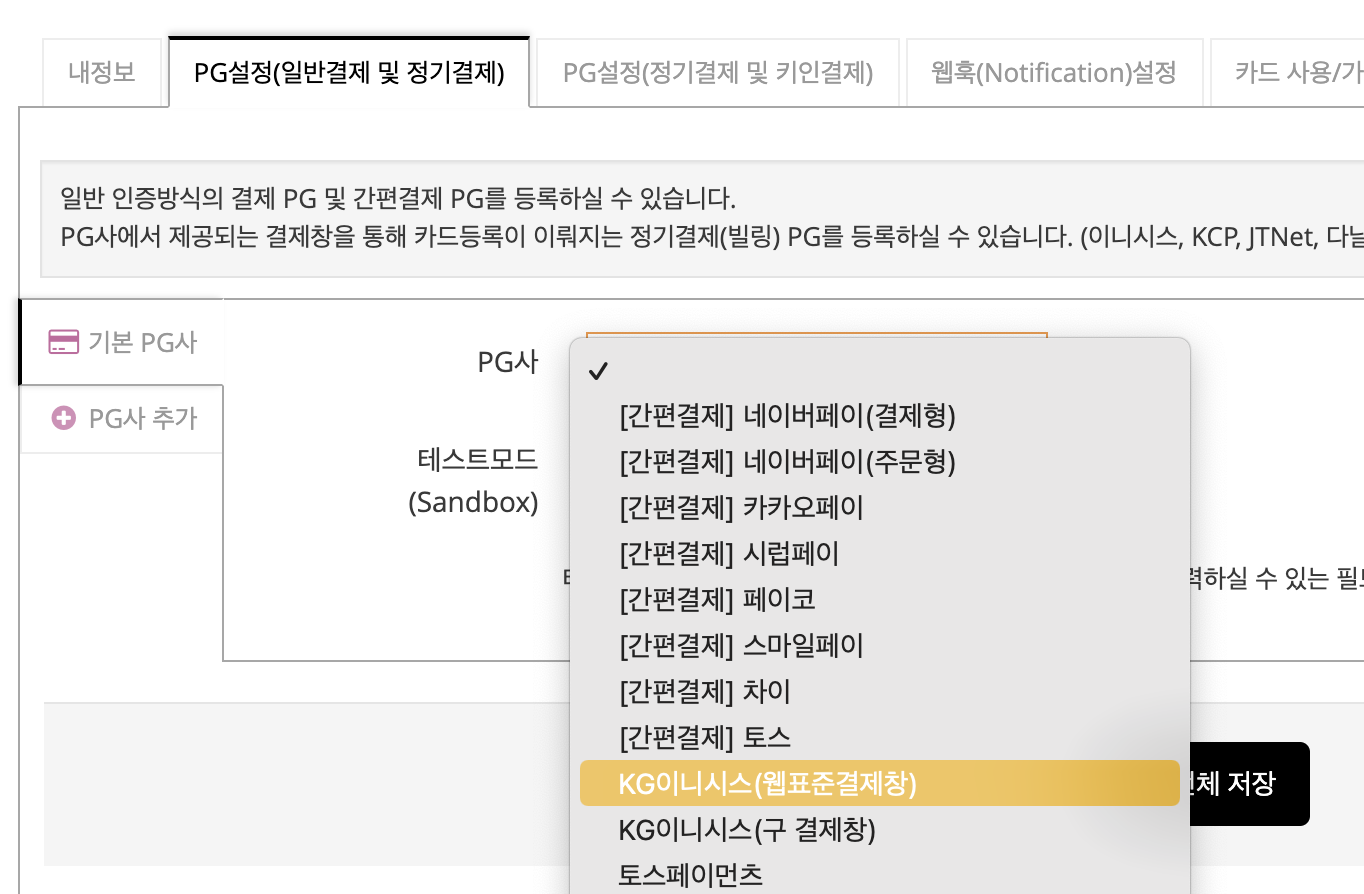 내정보
PG설정(일반결제 및 정기결제)
PG설정(정기결제 및 키인결제)
웹훅(Notification)설정
카드 사용/가
일반 인증방식의 결제 PG 및 간편결제 PG를 등록하실 수 있습니다.
PG사에서 제공되는 결제창을 통해 카드등록이 이뤄지는 정기결제(빌링) PG를 등록하실 수 있습니다. (이니시스, KCP, JTNet, 다날
기본 PG사
PG사 추가
PG사
테스트모드
(Sandbox)
[간편결제] 네이버페이(결제형)
[간편결제] 네이버페이(주문형)
[간편결제] 카카오페이
[간편결제] 시럽페이
[간편결제] 페이코
[간편결제] 스마일페이
[간편결제] 차이
[간편결제] 토스
KG이니시스(웹표준결제창)
KG이니시스(구 결제창)
토스페이먼츠
력하실 수 있는
체 저장